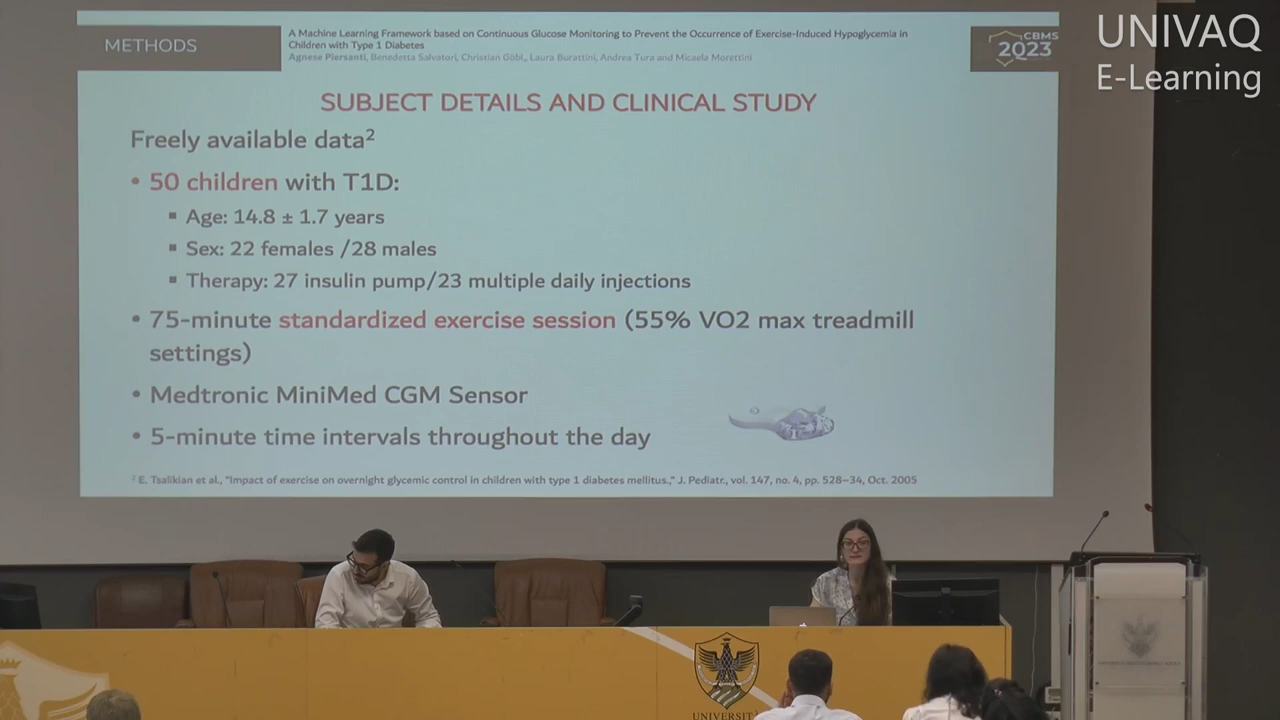 METHODS
A Machine Learning Framework based on Continuous Glucose Monitoring to Prevent the Occurrence of Exercise-Induced Hypoglycemia in
Children with Type 1 Diabetes
Agnese Piersanti, Benedetta Salvatori, Christian Göbl, Laura Burattini, Andrea Tura and Micaela Morettini
CBMS
2023
UNIVAQ
E-Learning
SUBJECT DETAILS AND CLINICAL STUDY
Freely available data²
• 50 children with T1D:
▪ Age: 14.8 ± 1.7 years
▪ Sex: 22 females /28 males
▪ Therapy: 27 insulin pump/23 multiple daily injections
• 75-minute standardized exercise session (55% VO2 max treadmill
settings)
• Medtronic MiniMed CGM Sensor
• 5-minute time intervals throughout the day
² E. Tsalikian et al., "Impact of exercise on overnight glycemic control in children with type 1 diabetes mellitus.," J. Pediatr., vol. 147, no. 4, pp. 528–34, Oct. 2005
UNIVERSITÀ